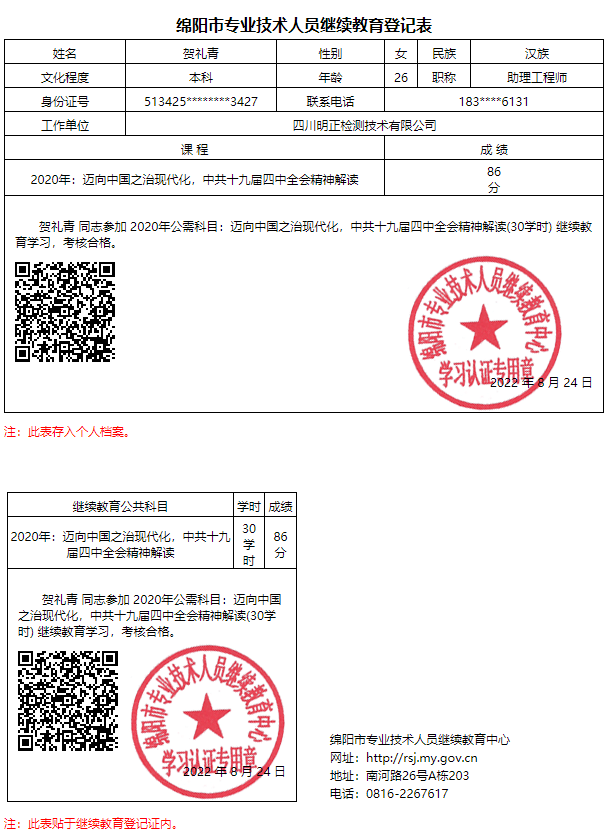 绵阳市专业技术人员继续教育登记表
姓名 贺礼青 性别 女 民族 汉族
文化程度 本科 年龄 26 职称 助理工程师
身份证号 513425********3427 联系电话 183****6131
工作单位 四川明正检测技术有限公司
课 程 成 绩
2020年：迈向中国之治现代化，中共十九届四中全会精神解读 86
分
贺礼青 同志参加 2020年公需科目：迈向中国之治现代化，中共十九届四中全会精神解读(30学时) 继续教
育学习，考核合格。
绵阳市专业技术人员继续教育中心
学习认证专用章
2022 年 8 月 24 日
注：此表存入个人档案。
继续教育公共科目 学时 成绩
2020年：迈向中国之治现代化，中共十九
届四中全会精神解读
30
学
时
86
分
贺礼青 同志参加 2020年公需科目：迈向中国
之治现代化，中共十九届四中全会精神解读(30学
时) 继续教育学习，考核合格。
绵阳市专业技术人员继续教育中心
学习认证专用章
2022 年 8 月 24 日
绵阳市专业技术人员继续教育中心
网址：http://rsj.my.gov.cn
地址：南河路26号A栋203
电话：0816-2267617
注：此表贴于继续教育登记证内。